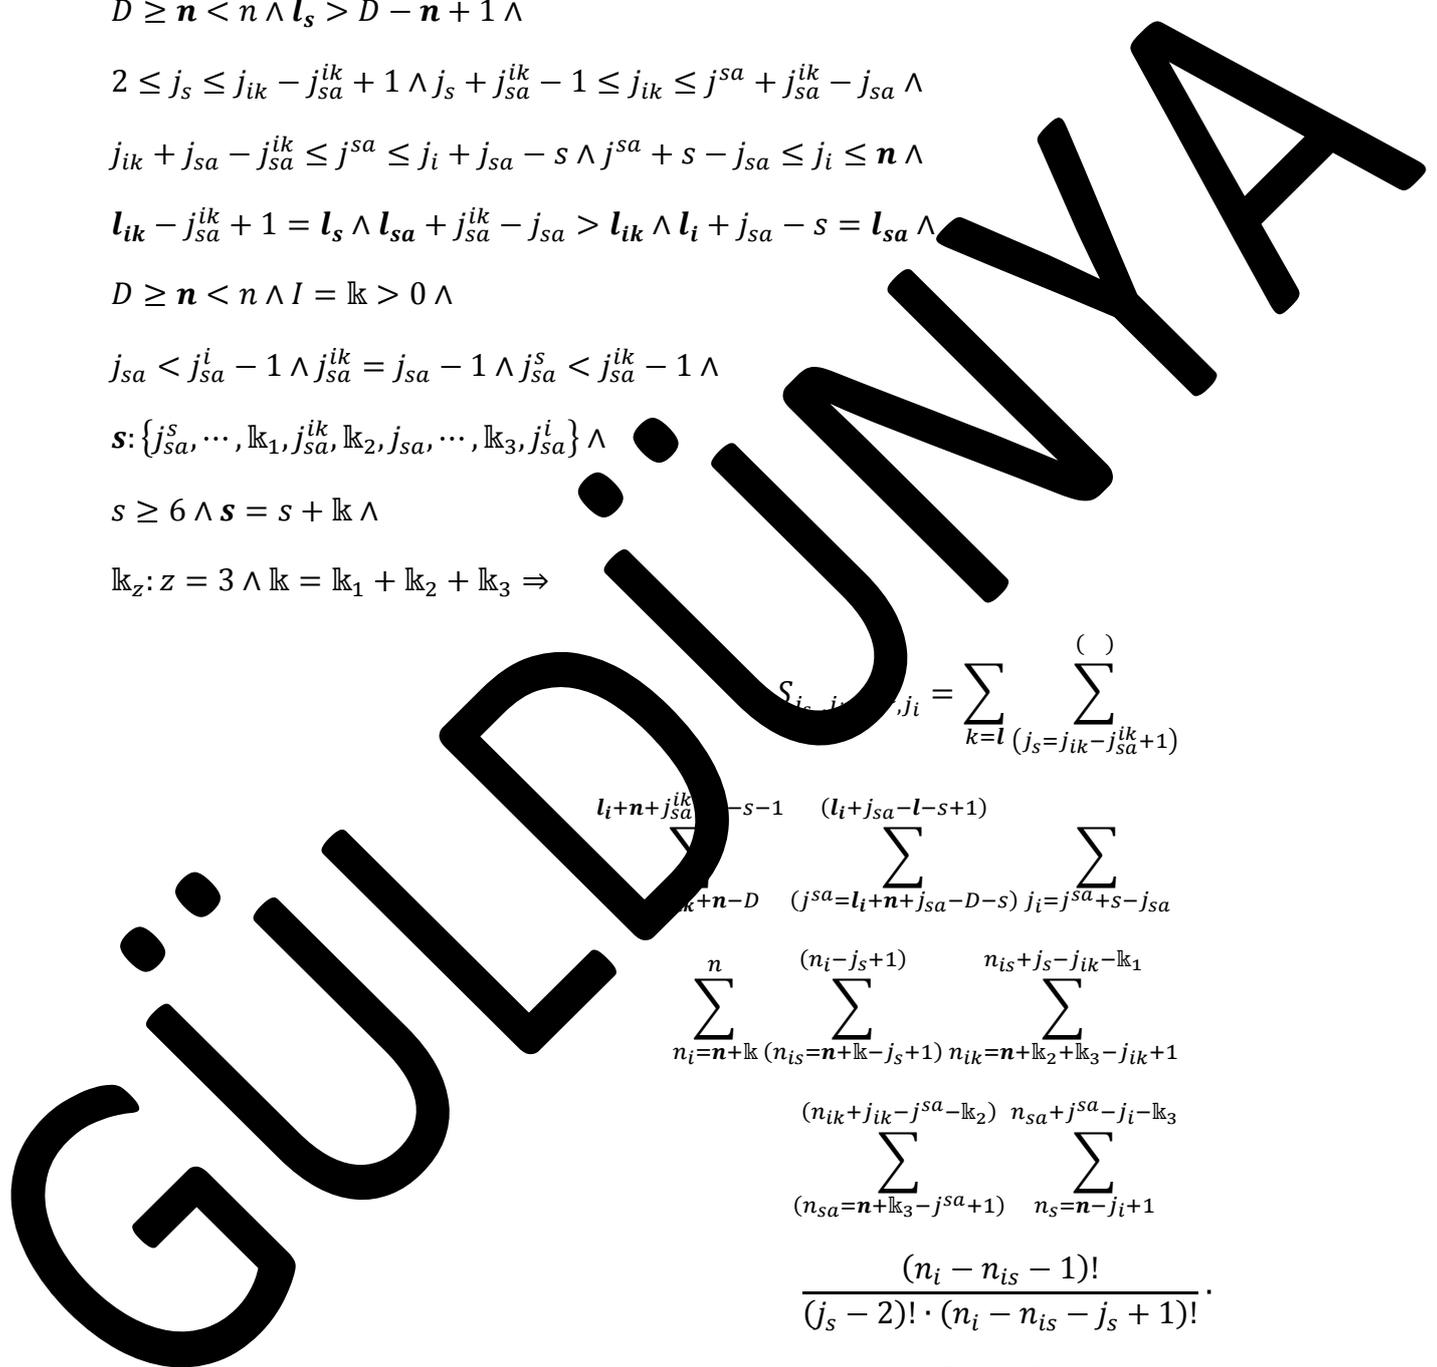 D ≥ 𝒏 < n ∧ 𝒍ₛ > D − 𝒏 + 1 ∧
2 ≤ j_s ≤ j_{ik} − j_{sa}^{ik} + 1 ∧ j_s + j_{sa}^{ik} − 1 ≤ j_{ik} ≤ j^{sa} + j_{sa}^{ik} − j_{sa} ∧
j_{ik} + j_{sa} − j_{sa}^{ik} ≤ j^{sa} ≤ j_i + j_{sa} − s ∧ j^{sa} + s − j_{sa} ≤ j_i ≤ 𝒏 ∧
𝒍_{ik} − j_{sa}^{ik} + 1 = 𝒍_s ∧ 𝒍_{sa} + j_{sa}^{ik} − j_{sa} > 𝒍_{ik} ∧ 𝒍_i + j_{sa} − s = 𝒍_{sa} ∧
D ≥ 𝒏 < n ∧ I = 𝕜 > 0 ∧
j_{sa} < j_{sa}^{i} − 1 ∧ j_{sa}^{ik} = j_{sa} − 1 ∧ j_{sa}^{s} < j_{sa}^{ik} − 1 ∧
𝒔: {j_{sa}^{s}, ⋯ , 𝕜_1, j_{sa}^{ik}, 𝕜_2, j_{sa}, ⋯ , 𝕜_3, j_{sa}^{i}} ∧
s ≥ 6 ∧ 𝒔 = s + 𝕜 ∧
𝕜_z: z = 3 ∧ 𝕜 = 𝕜_1 + 𝕜_2 + 𝕜_3 ⇒
( )
,j_i = ∑ ∑
k=𝒍 (j_s=j_{ik}−j_{sa}^{ik}+1)
𝒍_i+𝒏+j_{sa}^{ik} −s−1 (𝒍_i+j_{sa}−𝒍−s+1)
∑ ∑ ∑
+𝒏−D (j^{sa}=𝒍_i+𝒏+j_{sa}−D−s) j_i=j^{sa}+s−j_{sa}
n (n_i−j_s+1) n_{is}+j_s−j_{ik}−𝕜_1
∑ ∑ ∑
n_i=𝒏+𝕜 (n_{is}=𝒏+𝕜−j_s+1) n_{ik}=𝒏+𝕜_2+𝕜_3−j_{ik}+1
(n_{ik}+j_{ik}−j^{sa}−𝕜_2) n_{sa}+j^{sa}−j_i−𝕜_3
∑ ∑
(n_{sa}=𝒏+𝕜_3−j^{sa}+1) n_s=𝒏−j_i+1
(n_i − n_{is} − 1)!
(j_s − 2)! · (n_i − n_{is} − j_s + 1)! ·
GÜLDÜNYA